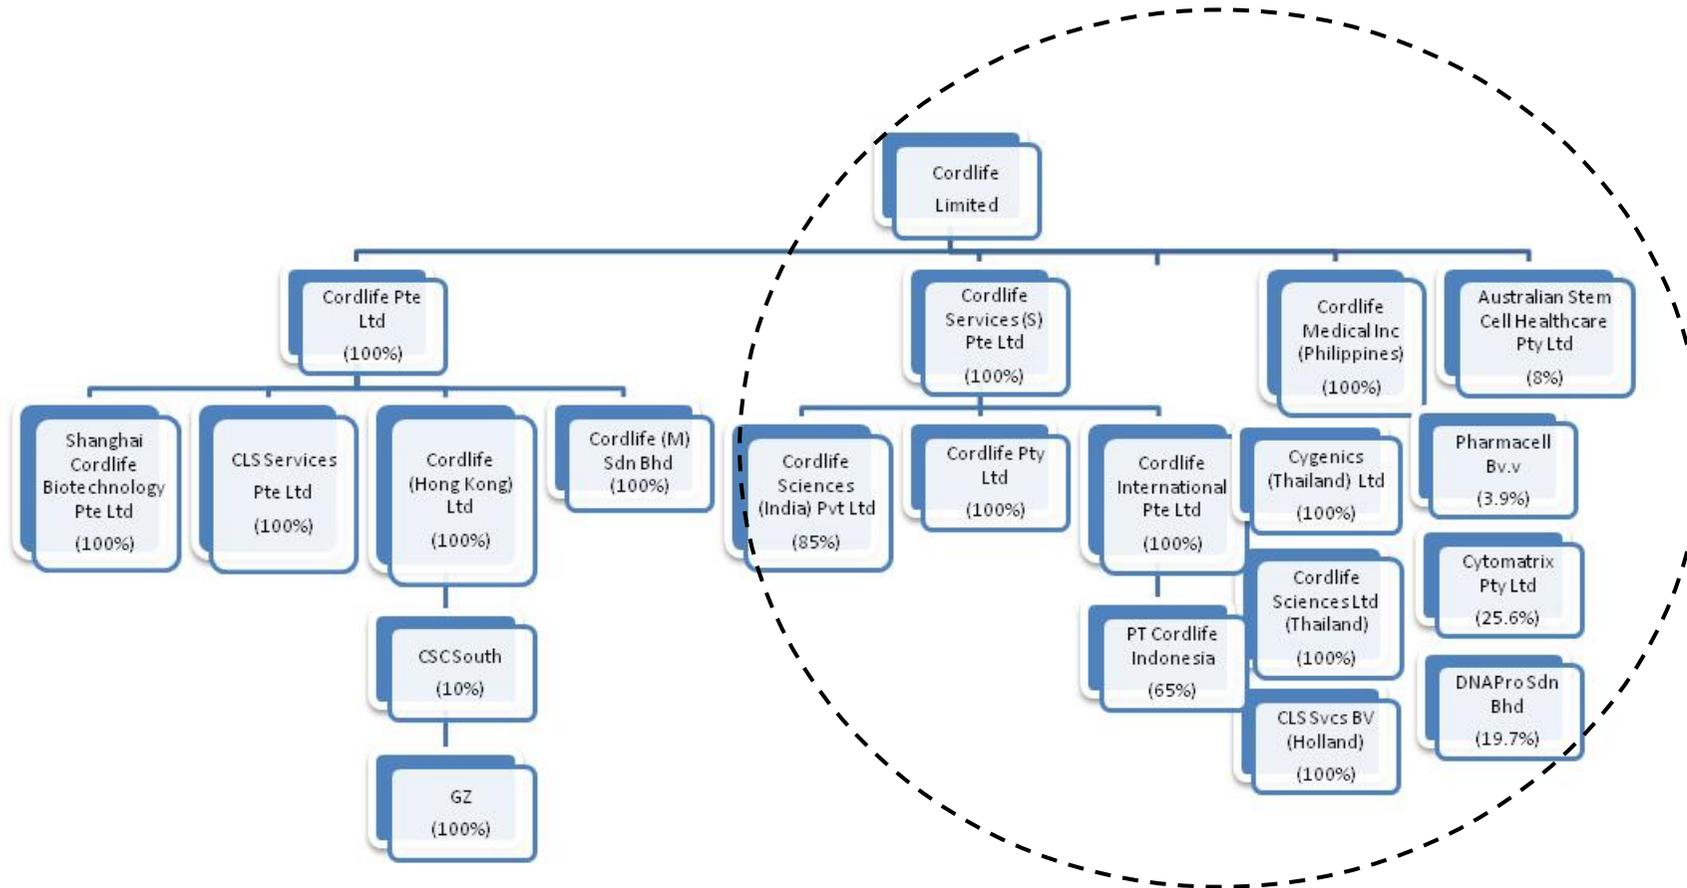 Cordlife
Limited
Cordlife Pte
Ltd
(100%)
Cordlife
Services (S)
Pte Ltd
(100%)
Cordlife
Medical Inc
(Philippines)
(100%)
Australian Stem
Cell Healthcare
Pty Ltd
(8%)
Shanghai
Cordlife
Biotechnology
Pte Ltd
(100%)
CLS Services
Pte Ltd
(100%)
Cordlife
(Hong Kong)
Ltd
(100%)
Cordlife (M)
Sdn Bhd
(100%)
Cordlife
Sciences
(India) Pvt Ltd
(85%)
Cordlife Pty
Ltd
(100%)
Cordlife
International
Pte Ltd
(100%)
Cygenics
(Thailand) Ltd
(100%)
Pharmacell
Bv.v
(3.9%)
Cordlife
Sciences Ltd
(Thailand)
(100%)
Cytomatrix
Pty Ltd
(25.6%)
CSC South
(10%)
PT Cordlife
Indonesia
(65%)
CLS Svcs BV
(Holland)
(100%)
DNAPro Sdn
Bhd
(19.7%)
GZ
(100%)